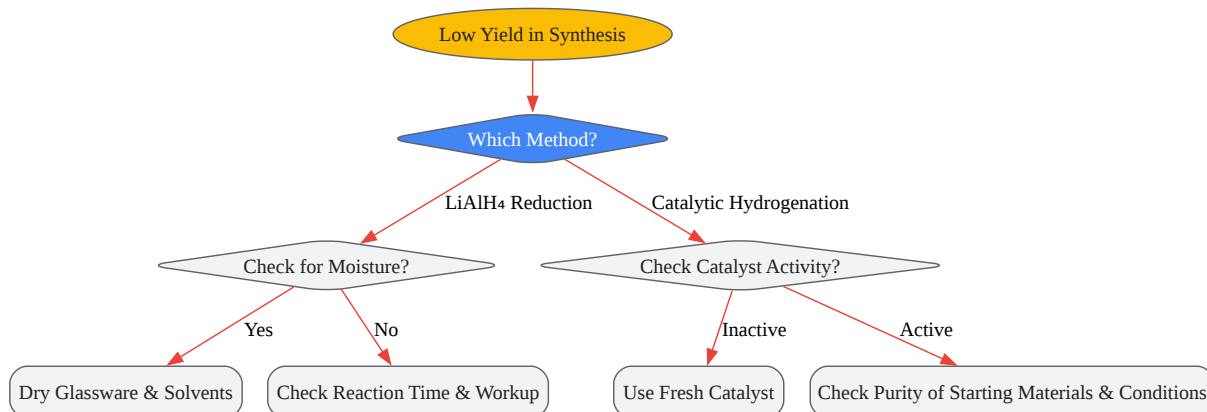 Low Yield in Synthesis
Which Method?
LiAlH₄ Reduction
Catalytic Hydrogenation
Check for Moisture?
Check Catalyst Activity?
Yes
No
Inactive
Active
Dry Glassware & Solvents
Check Reaction Time & Workup
Use Fresh Catalyst
Check Purity of Starting Materials & Conditions